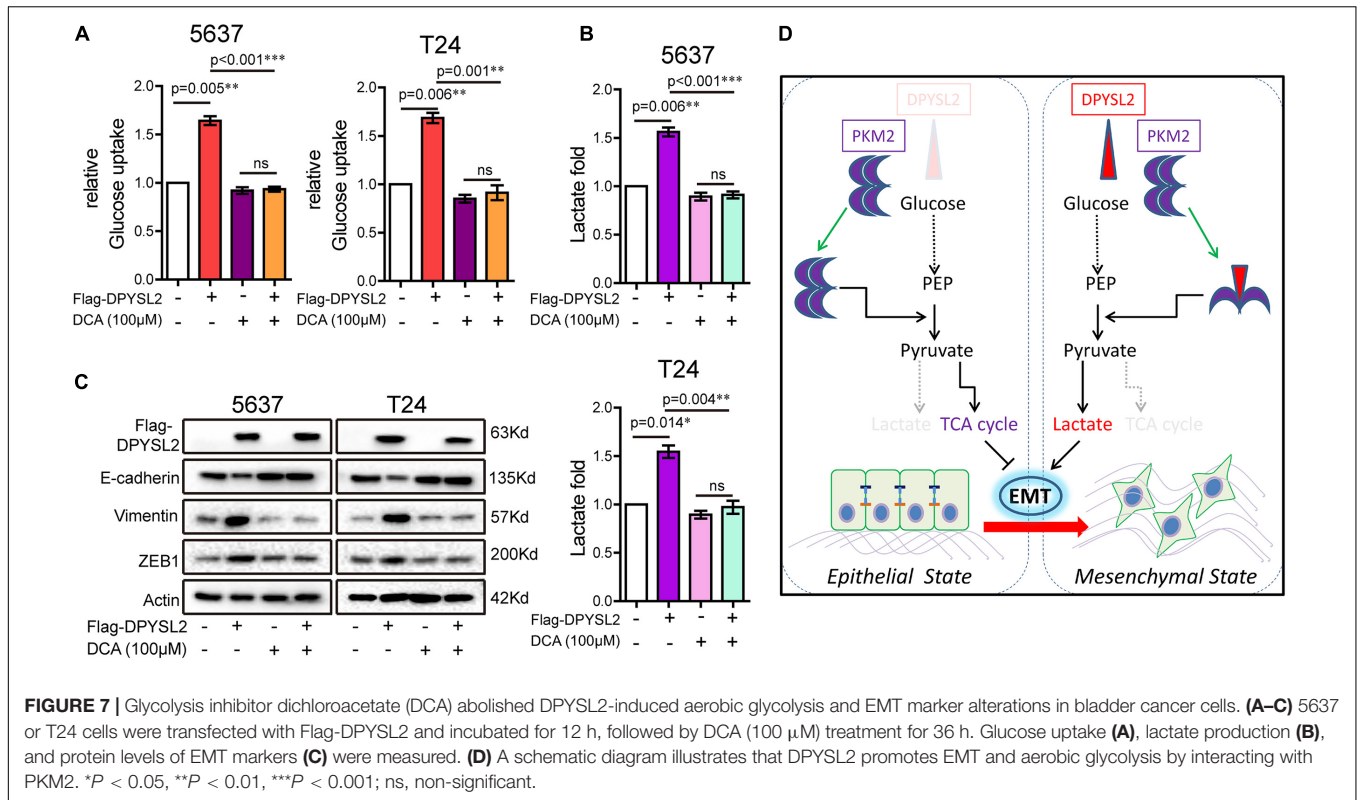 A
5637
p<0.001***
p=0.005**
ns
relative
Glucose uptake
2.0
1.5
1.0
0.5
0.0
Flag-DPYSL2 - + - +
DCA (100μM) - - + +
T24
p=0.001**
p=0.006**
ns
relative
Glucose uptake
2.0
1.5
1.0
0.5
0.0
- + - +
- - + +
B
5637
p<0.001***
p=0.006**
ns
Lactate fold
2.0
1.5
1.0
0.5
0.0
Flag-DPYSL2 - + - +
DCA (100μM) - - + +
T24
p=0.004**
p=0.014*
ns
Lactate fold
2.0
1.5
1.0
0.5
0.0
Flag-DPYSL2 - + - +
DCA (100μM) - - + +
C
5637 T24
Flag-
DPYSL2 63Kd
E-cadherin 135Kd
Vimentin 57Kd
ZEB1 200Kd
Actin 42Kd
Flag-DPYSL2 - + - + - + - +
DCA (100μM) - - + + - - + +
D
DPYSL2
PKM2
Glucose
PEP
Pyruvate
Lactate TCA cycle
Epithelial State
DPYSL2
PKM2
Glucose
PEP
Pyruvate
Lactate TCA cycle
EMT
Mesenchymal State
FIGURE 7 | Glycolysis inhibitor dichloroacetate (DCA) abolished DPYSL2-induced aerobic glycolysis and EMT marker alterations in bladder cancer cells. (A–C) 5637
or T24 cells were transfected with Flag-DPYSL2 and incubated for 12 h, followed by DCA (100 μM) treatment for 36 h. Glucose uptake (A), lactate production (B),
and protein levels of EMT markers (C) were measured. (D) A schematic diagram illustrates that DPYSL2 promotes EMT and aerobic glycolysis by interacting with
PKM2. *P < 0.05, **P < 0.01, ***P < 0.001; ns, non-significant.